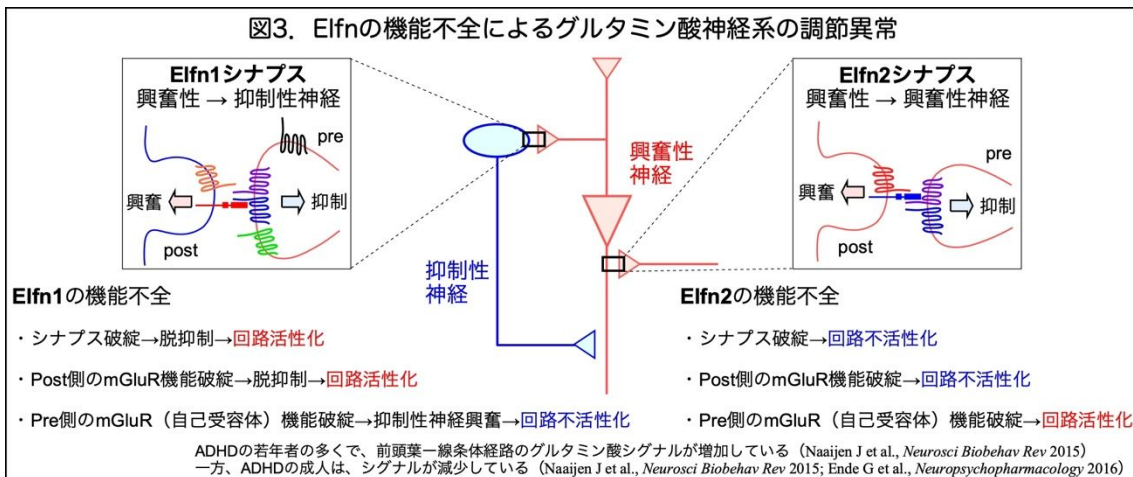 図3. Elfnの機能不全によるグルタミン酸神経系の調節異常
Elfn1シナプス
興奮性 → 抑制性神経
pre
興奮
抑制
post
興奮性
神経
抑制性
神経
Elfn2シナプス
興奮性 → 興奮性神経
pre
興奮
抑制
post
Elfn1の機能不全
・シナプス破綻→脱抑制→回路活性化
・Post側のmGluR機能破綻→脱抑制→回路活性化
・Pre側のmGluR（自己受容体）機能破綻→抑制性神経興奮→回路不活性化
Elfn2の機能不全
・シナプス破綻→回路不活性化
・Post側のmGluR機能破綻→回路不活性化
・Pre側のmGluR（自己受容体）機能破綻→回路活性化
ADHDの若年者の多くで、前頭葉ー線条体経路のグルタミン酸シグナルが増加している（Naaijen J et al., Neurosci Biobehav Rev 2015）
一方、ADHDの成人は、シグナルが減少している（Naaijen J et al., Neurosci Biobehav Rev 2015; Ende G et al., Neuropsychopharmacology 2016）